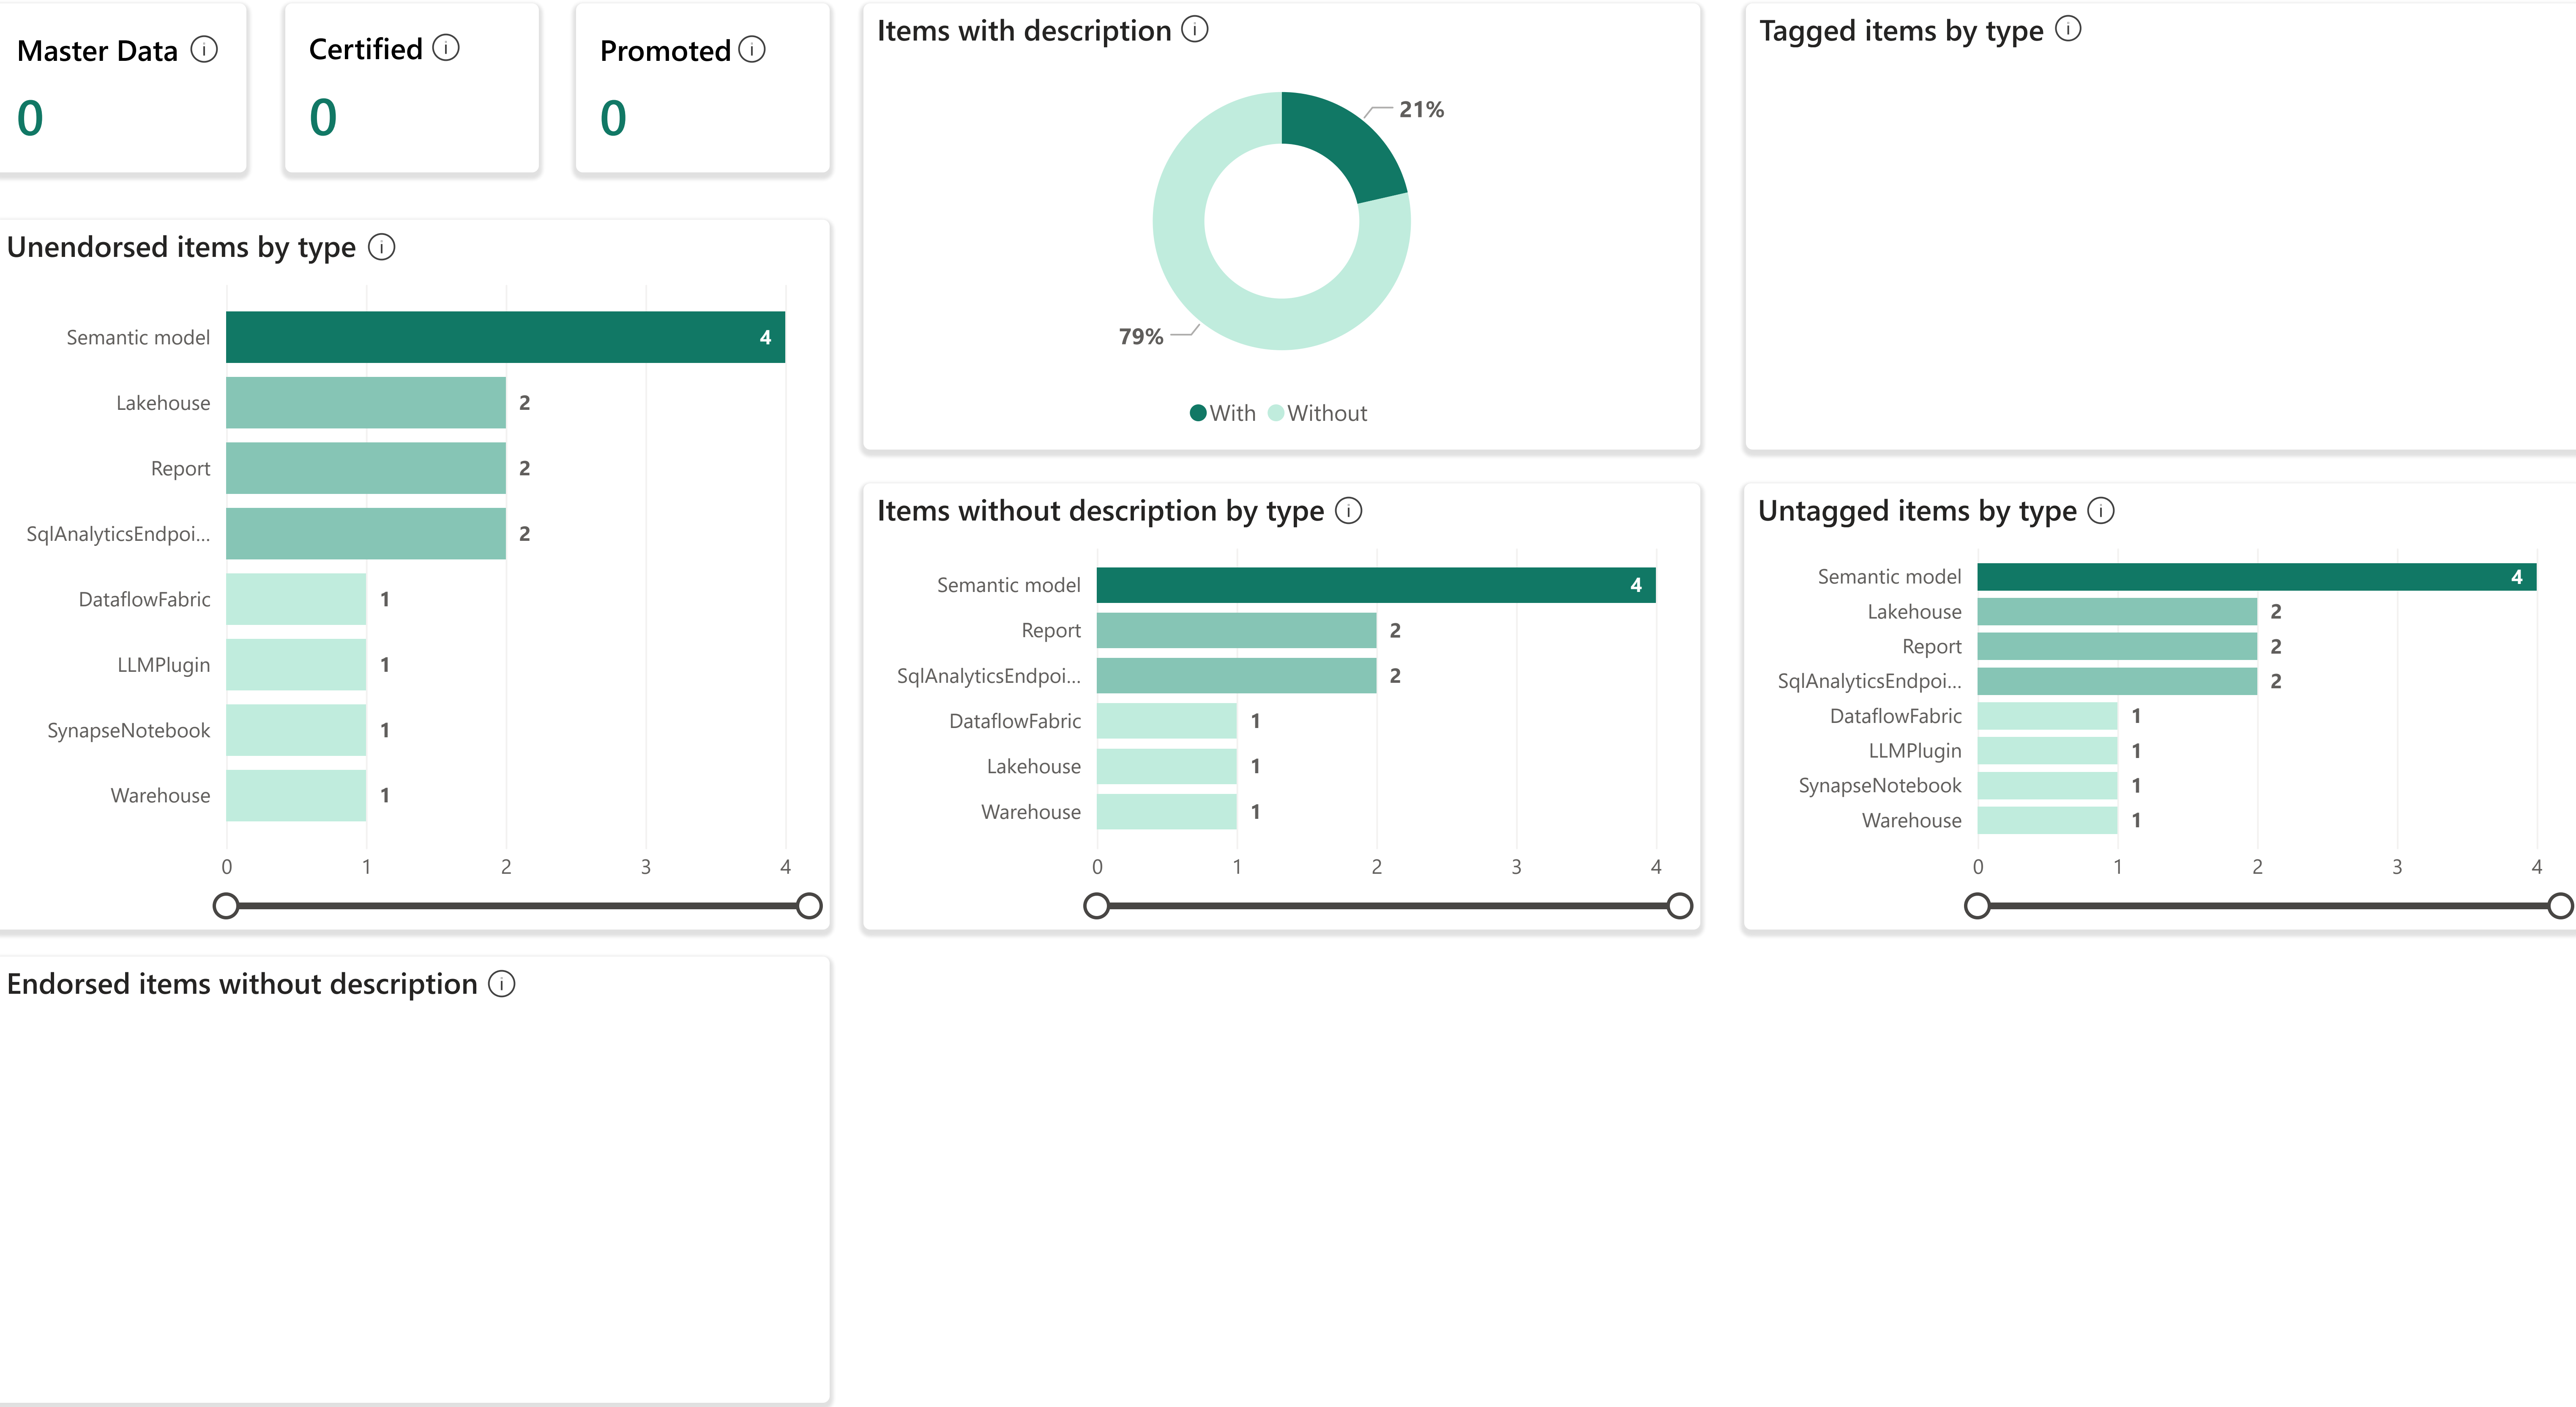 Master Data
0
Certified
0
Promoted
0
Unendorsed items by type
Semantic model
4
Lakehouse
2
Report
2
SqlAnalyticsEndpoi...
2
DataflowFabric
1
LLMPlugin
1
SynapseNotebook
1
Warehouse
1
0 1 2 3 4
Endorsed items without description
Items with description
21%
79%
With Without
Items without description by type
Semantic model
4
Report
2
SqlAnalyticsEndpoi...
2
DataflowFabric
1
Lakehouse
1
Warehouse
1
0 1 2 3 4
Tagged items by type
Untagged items by type
Semantic model
4
Lakehouse
2
Report
2
SqlAnalyticsEndpoi...
2
DataflowFabric
1
LLMPlugin
1
SynapseNotebook
1
Warehouse
1
0 1 2 3 4